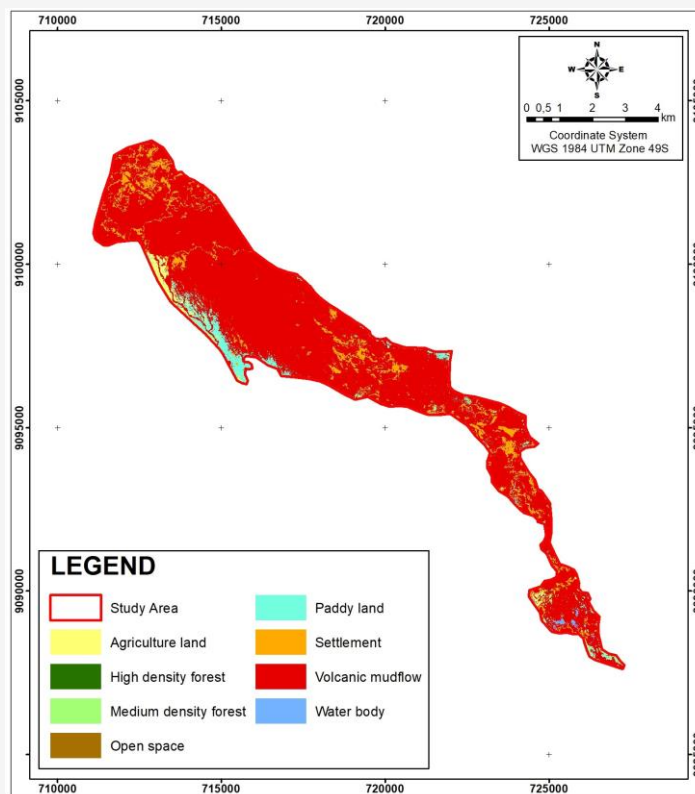 710000 715000 720000 725000
N
W E
S
0 0,5 1 2 3 4
km
Coordinate System
WGS 1984 UTM Zone 49S
9105000
9100000
9095000
9090000
LEGEND
Study Area
Agriculture land
High density forest
Medium density forest
Open space
Paddy land
Settlement
Volcanic mudflow
Water body
710000 715000 720000 725000